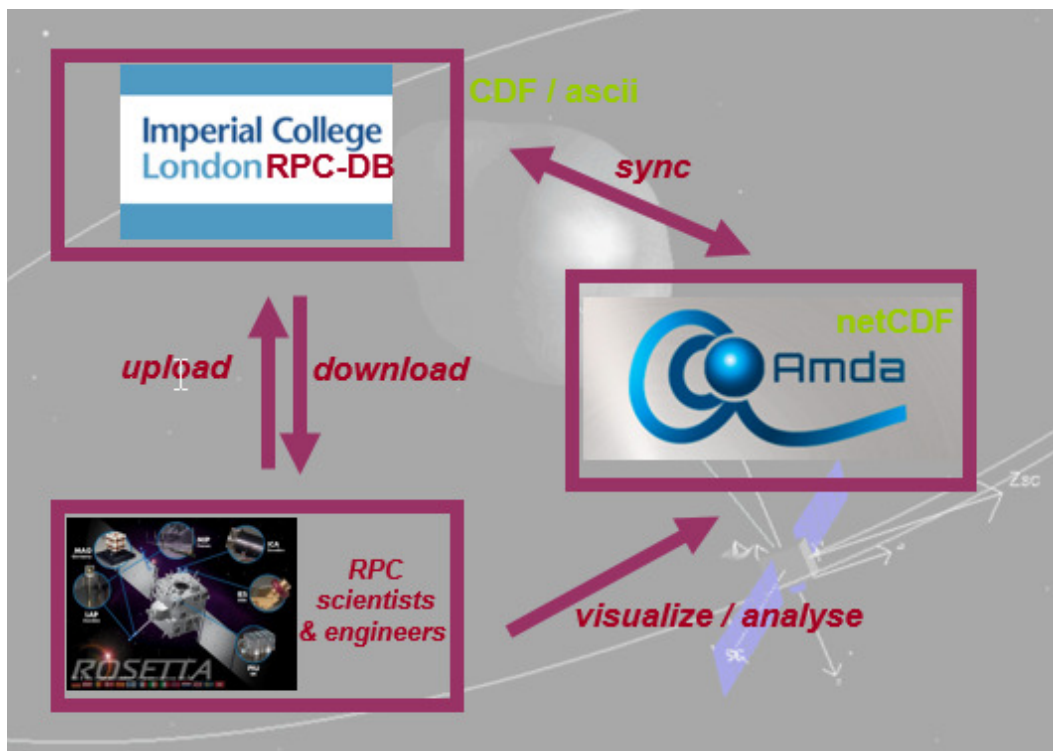 CDF / ascii
Imperial College
London RPC-DB
sync
netCDF
Amda
upload
download
Zsc
RPC
scientists
& engineers
MAG
MIP
ICA
IES
LAP
PIU
ROSETTA
visualize / analyse